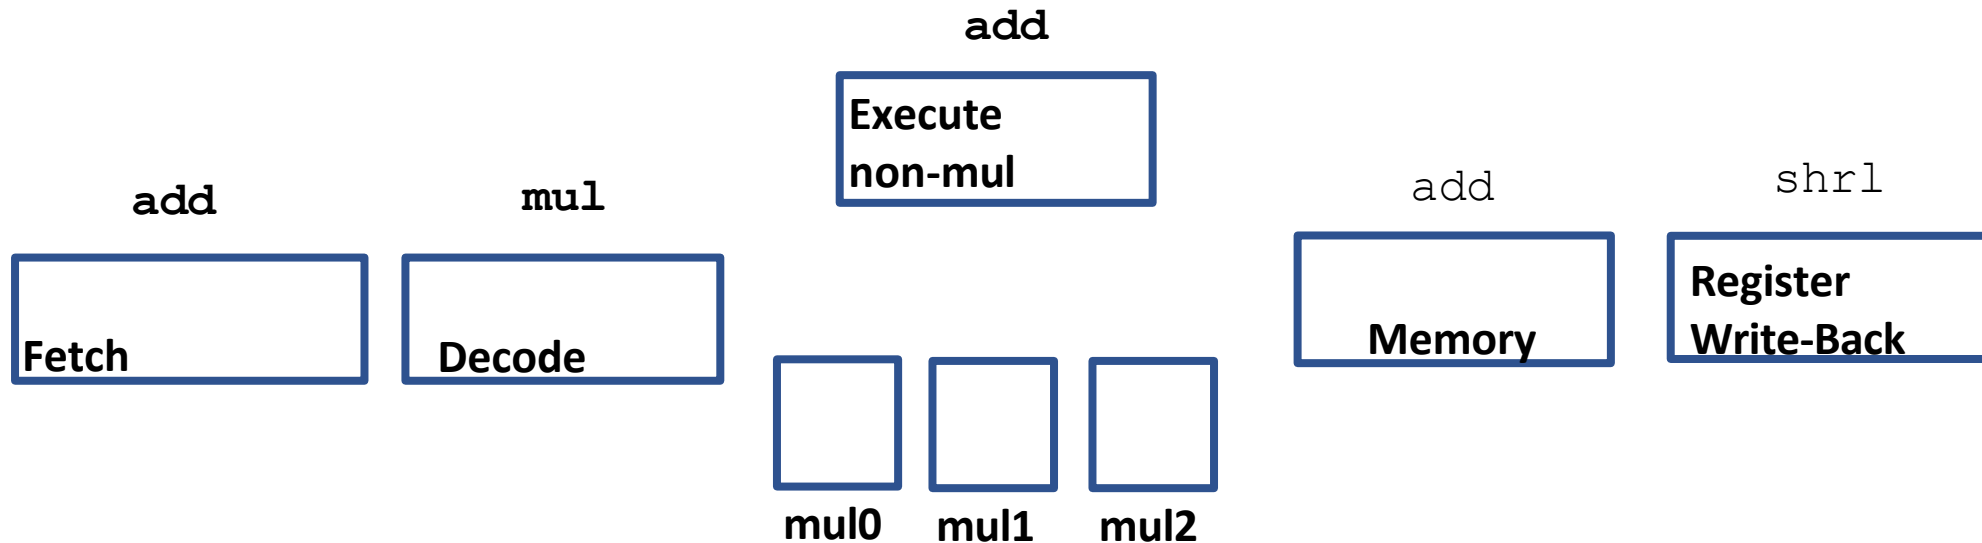 add
Execute
non-mul
add
mul
add
shrl
Fetch
Decode
Memory
Register
Write-Back
mul0
mul1
mul2